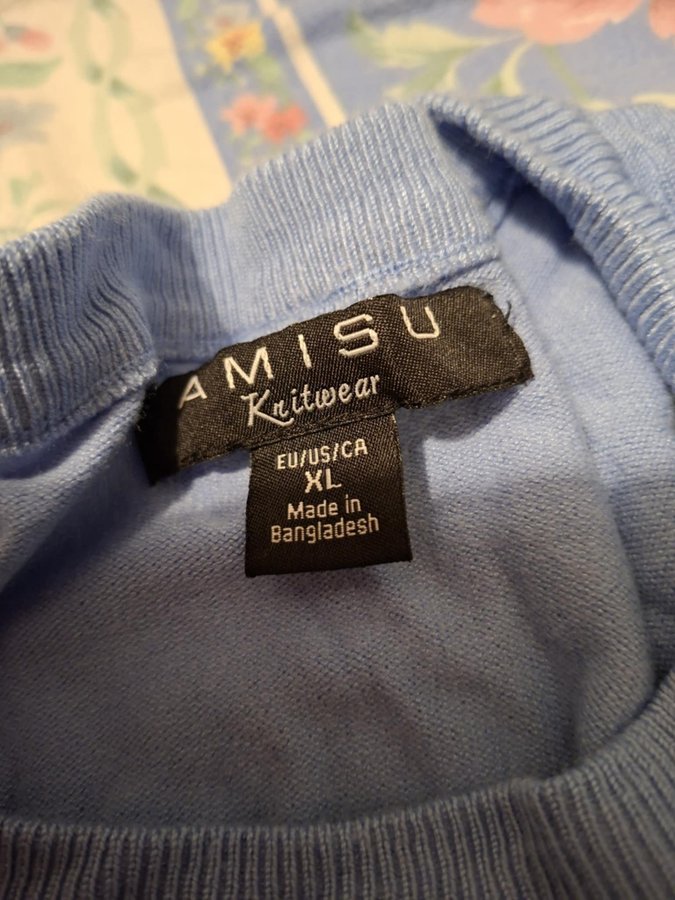 AMISU
Knitwear
EU/US/CA
XL
Made in
Bangladesh